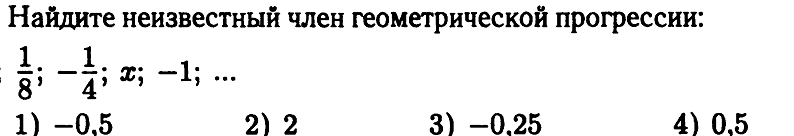 Найдите неизвестный член геометрической прогрессии:
; 1/8; −1/4; x; −1; ...
1) −0,5 2) 2 3) −0,25 4) 0,5